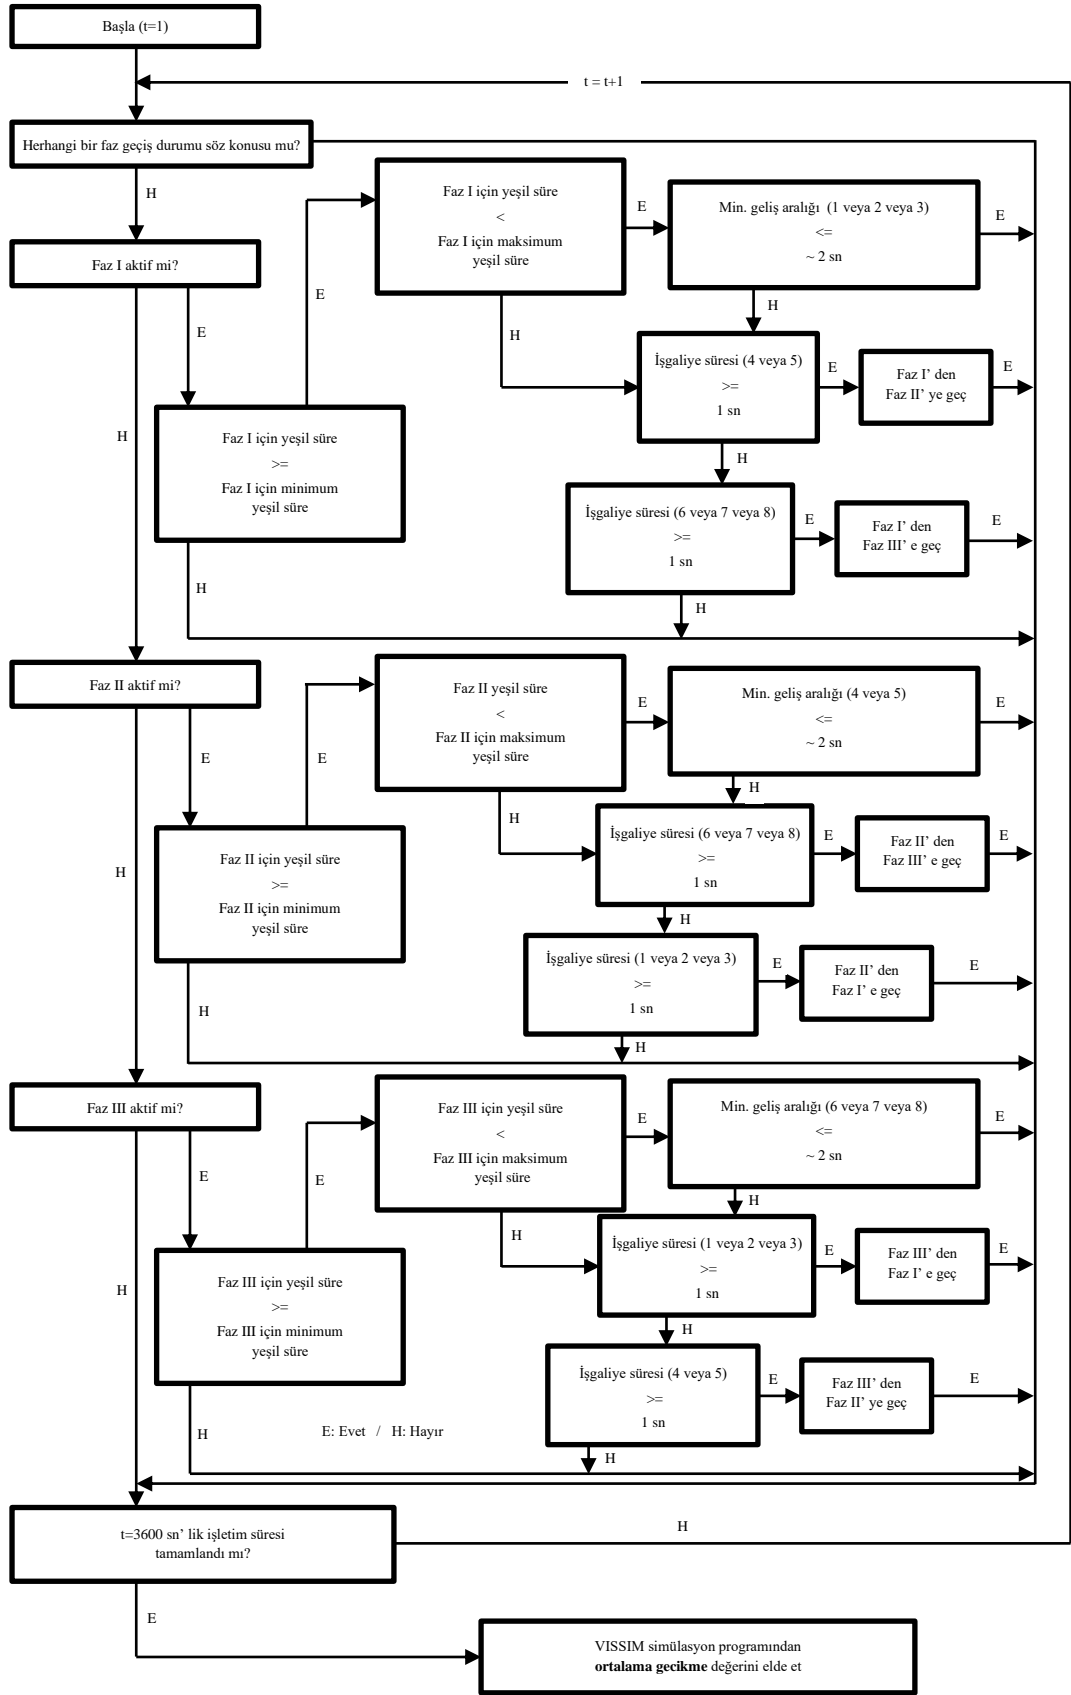 Başla (t=1)
t = t+1
Herhangi bir faz geçiş durumu söz konusu mu?
H
Faz I için yeşil süre
<
Faz I için maksimum
yeşil süre
E
Min. geliş aralığı (1 veya 2 veya 3)
<=
~ 2 sn
E
Faz I aktif mi?
E
H
H
E
İşgaliye süresi (4 veya 5)
>=
1 sn
E
Faz I' den
Faz II' ye geç
E
H
Faz I için yeşil süre
>=
Faz I için minimum
yeşil süre
H
İşgaliye süresi (6 veya 7 veya 8)
>=
1 sn
E
Faz I' den
Faz III' e geç
E
H
H
Faz II aktif mi?
Faz II yeşil süre
<
Faz II için maksimum
yeşil süre
E
Min. geliş aralığı (4 veya 5)
<=
~ 2 sn
E
E
E
H
H
H
Faz II için yeşil süre
>=
Faz II için minimum
yeşil süre
İşgaliye süresi (6 veya 7 veya 8)
>=
1 sn
E
Faz II' den
Faz III' e geç
E
H
İşgaliye süresi (1 veya 2 veya 3)
>=
1 sn
E
Faz II' den
Faz I' e geç
E
H
H
Faz III aktif mi?
Faz III için yeşil süre
<
Faz III için maksimum
yeşil süre
E
Min. geliş aralığı (6 veya 7 veya 8)
<=
~ 2 sn
E
E
E
H
H
H
Faz III için yeşil süre
>=
Faz III için minimum
yeşil süre
İşgaliye süresi (1 veya 2 veya 3)
>=
1 sn
E
Faz III' den
Faz I' e geç
E
H
İşgaliye süresi (4 veya 5)
>=
1 sn
E
Faz III' den
Faz II' ye geç
E
H
E: Evet / H: Hayır
H
t=3600 sn' lik işletim süresi
tamamlandı mı?
H
E
VISSIM simülasyon programından
ortalama gecikme değerini elde et